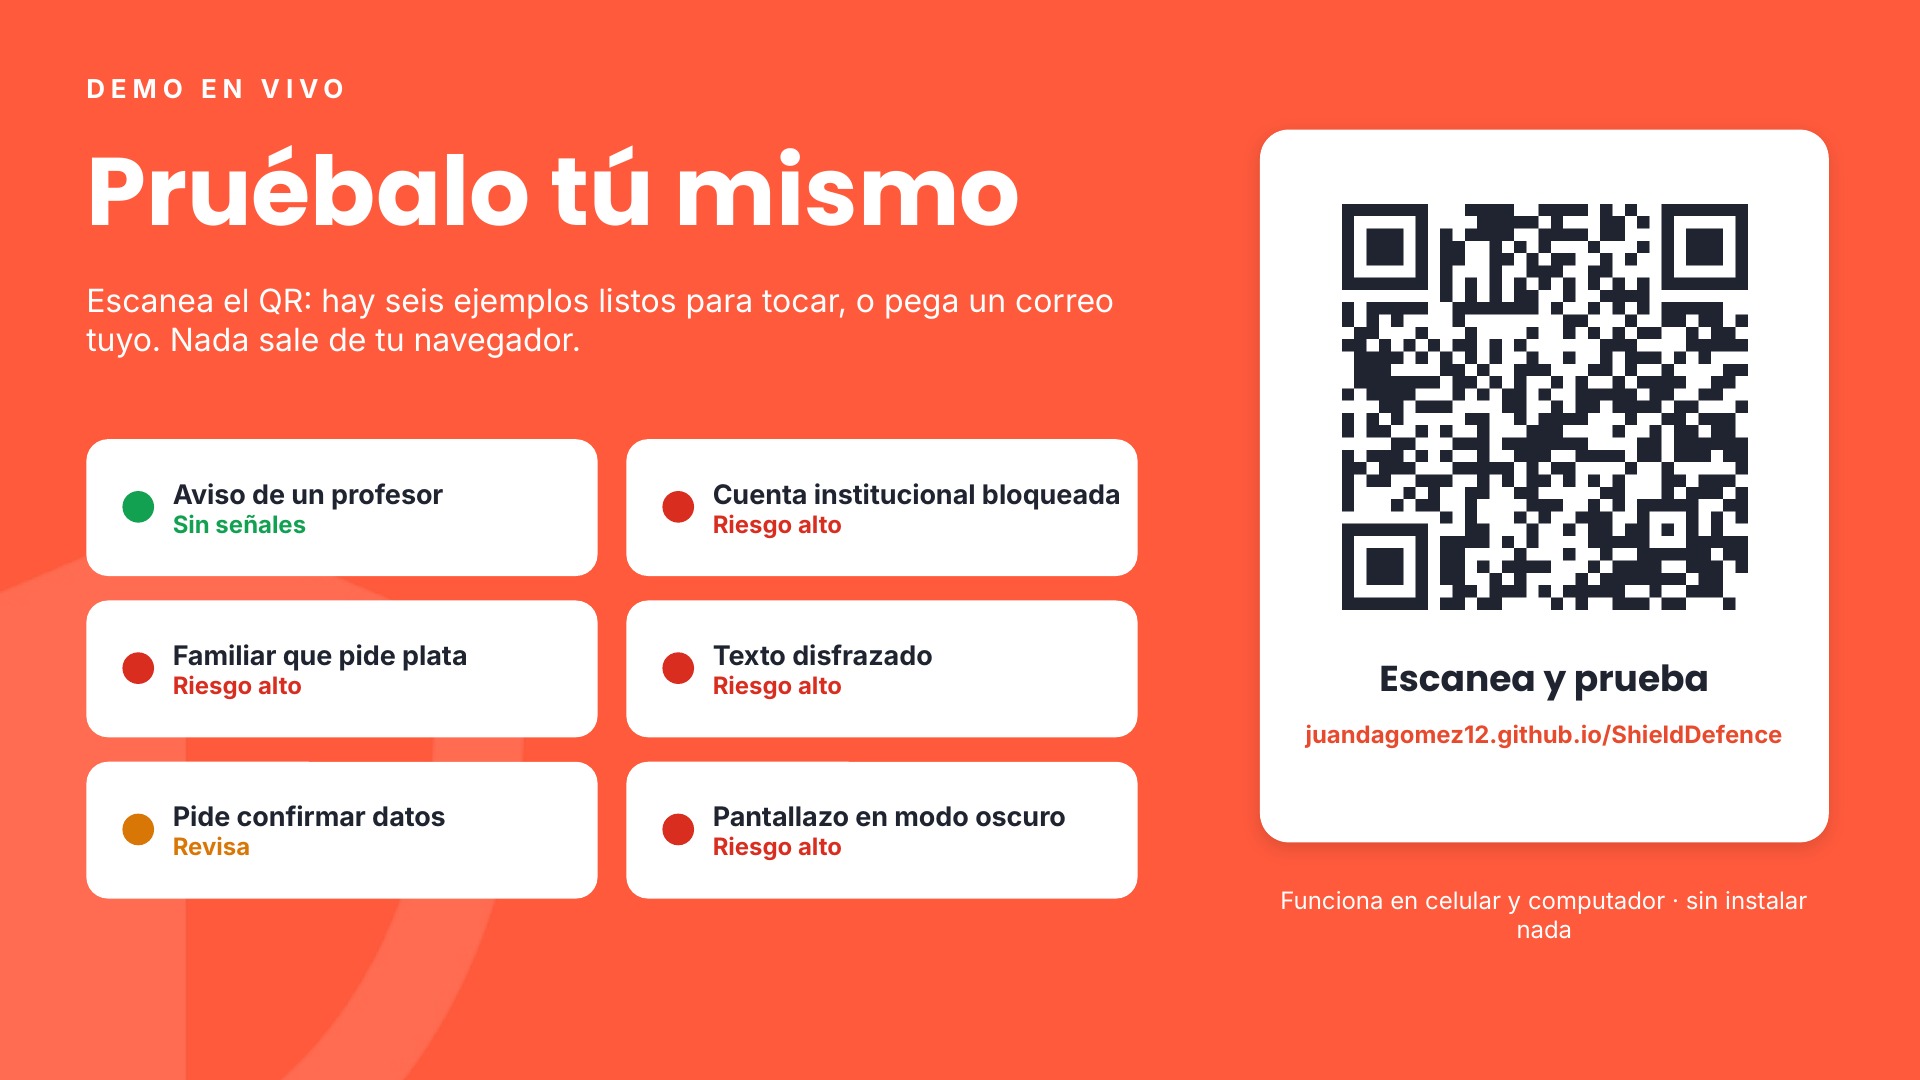 DEMO EN VIVO
Pruébalo tú mismo
Escanea el QR: hay seis ejemplos listos para tocar, o pega un correo
tuyo. Nada sale de tu navegador.
Aviso de un profesor
Sin señales
Cuenta institucional bloqueada
Riesgo alto
Familiar que pide plata
Riesgo alto
Texto disfrazado
Riesgo alto
Pide confirmar datos
Revisa
Pantallazo en modo oscuro
Riesgo alto
Escanea y prueba
juandagomez12.github.io/ShieldDefence
Funciona en celular y computador · sin instalar
nada